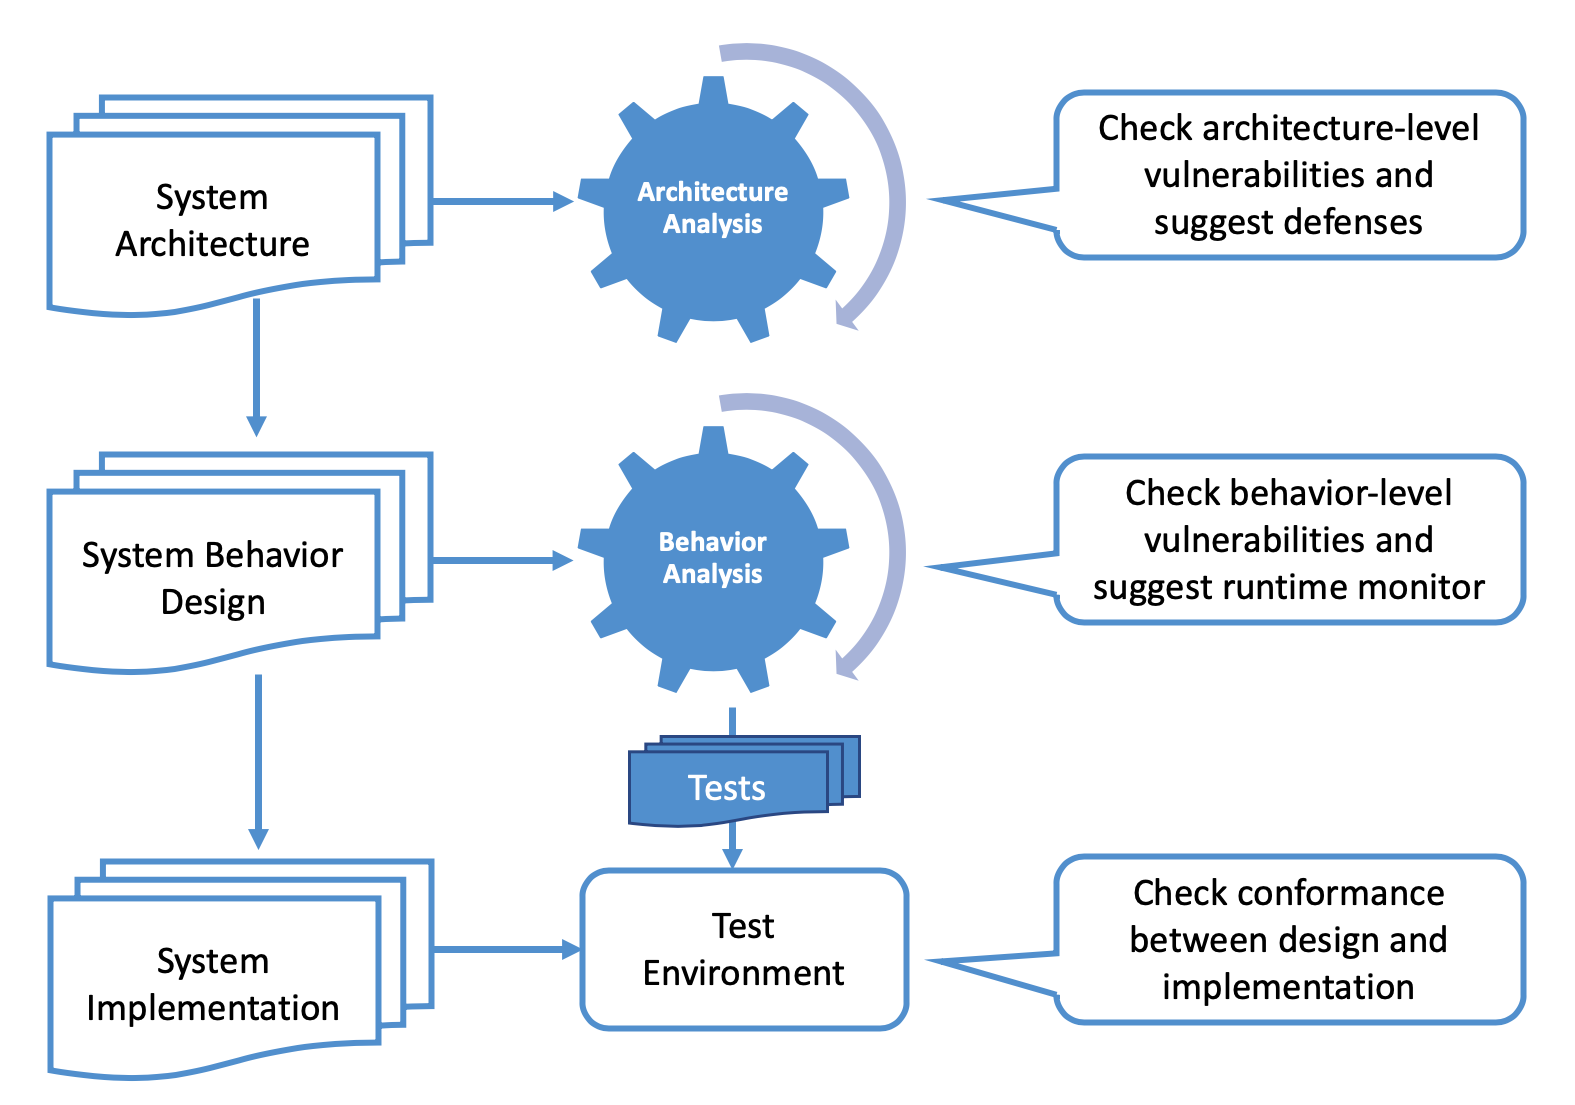 System
Architecture
Architecture
Analysis
Check architecture-level
vulnerabilities and
suggest defenses
System Behavior
Design
Behavior
Analysis
Check behavior-level
vulnerabilities and
suggest runtime monitor
Tests
System
Implementation
Test
Environment
Check conformance
between design and
implementation